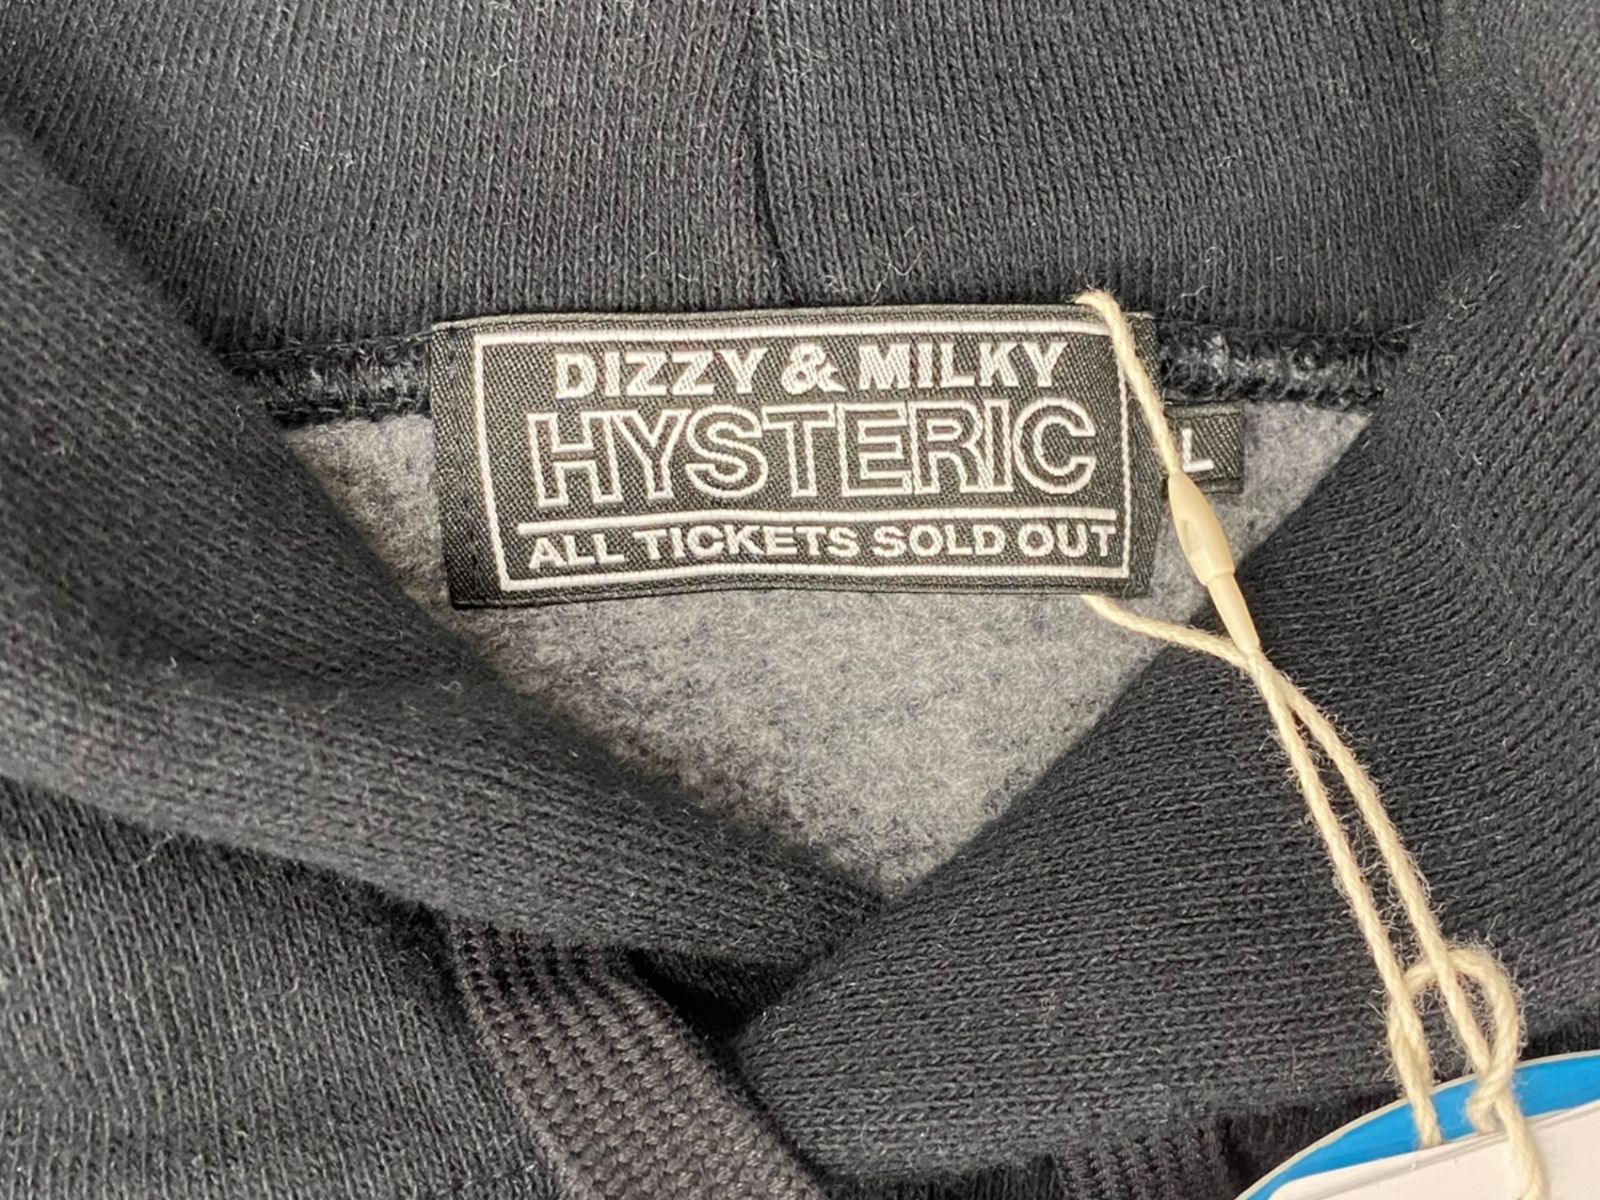 DIZZY & MILKY
HYSTERIC
ALL TICKETS SOLD OUT
L